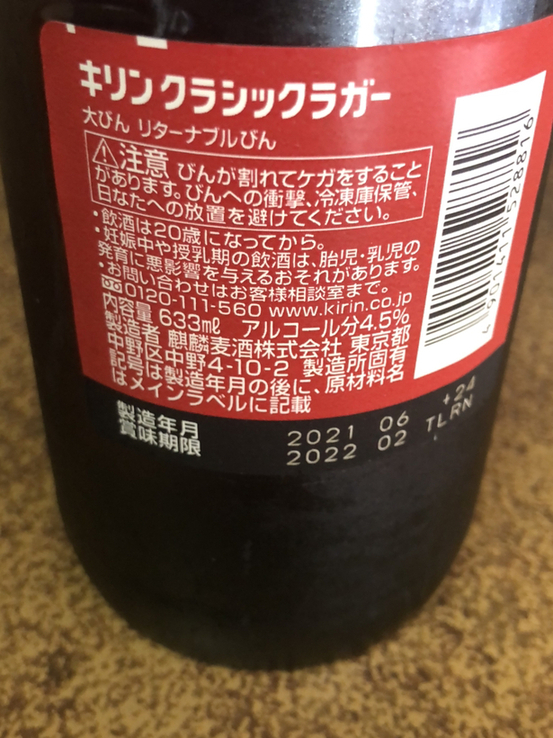 キリンクラシックラガー
大びん リターナブルびん
⚠注意 びんが割れてケガをすること
があります。びんへの衝撃、冷凍庫保管、
日なたへの放置を避けてください。
・飲酒は20歳になってから。
・妊娠中や授乳期の飲酒は、胎児・乳児の
発育に悪影響を与えるおそれがあります。
・お問い合わせはお客様相談室まで。
0120-111-560 www.kirin.co.jp
内容量 633㎖ アルコール分4.5%
製造者 麒麟麦酒株式会社 東京都
中野区中野4-10-2 製造所固有
記号は製造年月の後に、原材料名
はメインラベルに記載
製造年月 2021 06 +24
賞味期限 2022 02 TLRN
4 901411 528816